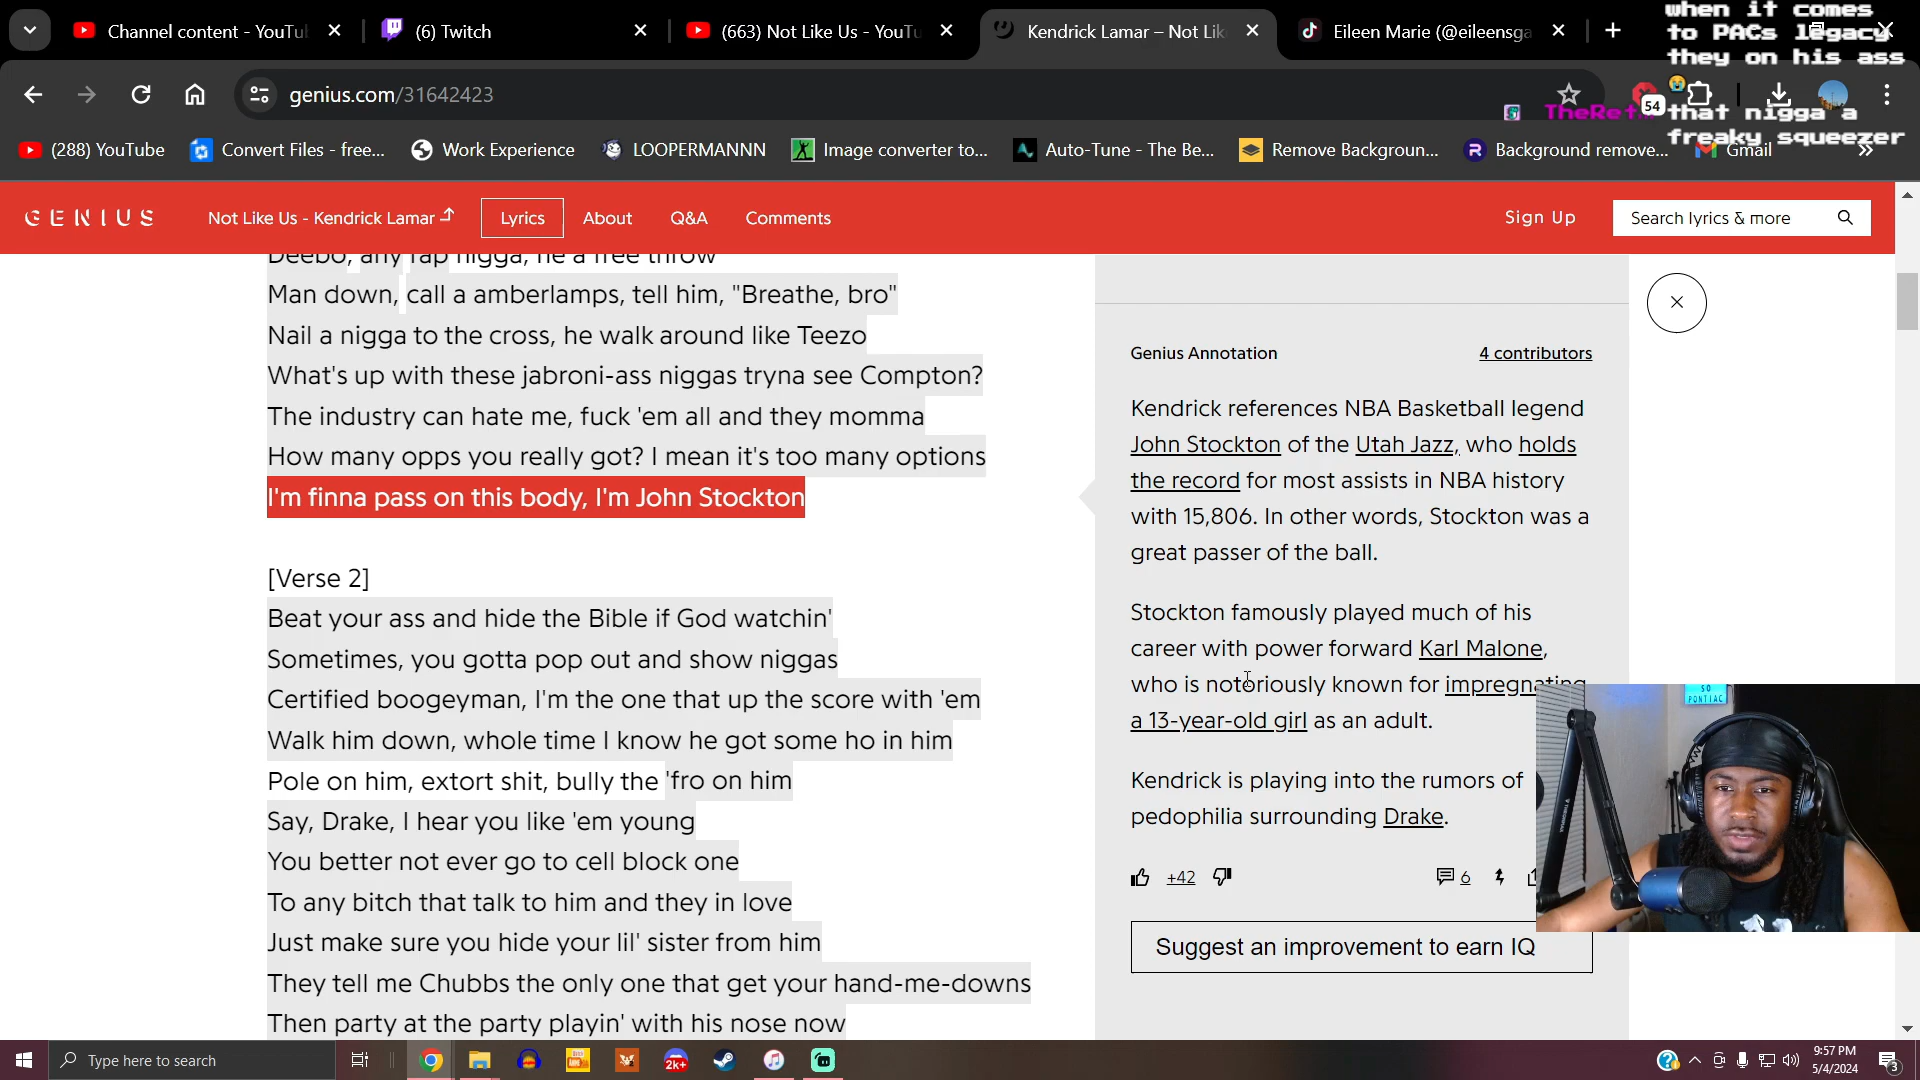 Channel content - YouTu
(6) Twitch
(663) Not Like Us - YouTu
Kendrick Lamar – Not Lik
Eileen Marie (@eileensga
when it comes
to PACs legacy
they on his ass
genius.com/31642423
54
TheRet
that nigga a
freaky squeezer
(288) YouTube
Convert Files - free...
Work Experience
LOOPERMANNN
Image converter to...
Auto-Tune - The Be...
Remove Backgroun...
Background remove...
Gmail
GENIUS
Not Like Us - Kendrick Lamar
Lyrics
About
Q&A
Comments
Sign Up
Search lyrics & more
Deebo, any rap nigga, he a free throw
Man down, call a amberlamps, tell him, "Breathe, bro"
Nail a nigga to the cross, he walk around like Teezo
What's up with these jabroni-ass niggas tryna see Compton?
The industry can hate me, fuck 'em all and they momma
How many opps you really got? I mean it's too many options
I'm finna pass on this body, I'm John Stockton
[Verse 2]
Beat your ass and hide the Bible if God watchin'
Sometimes, you gotta pop out and show niggas
Certified boogeyman, I'm the one that up the score with 'em
Walk him down, whole time I know he got some ho in him
Pole on him, extort shit, bully the 'fro on him
Say, Drake, I hear you like 'em young
You better not ever go to cell block one
To any bitch that talk to him and they in love
Just make sure you hide your lil' sister from him
They tell me Chubbs the only one that get your hand-me-downs
Then party at the party playin' with his nose now
Genius Annotation
4 contributors
Kendrick references NBA Basketball legend
John Stockton of the Utah Jazz, who holds
the record for most assists in NBA history
with 15,806. In other words, Stockton was a
great passer of the ball.
Stockton famously played much of his
career with power forward Karl Malone,
who is notoriously known for impregnating
a 13-year-old girl as an adult.
Kendrick is playing into the rumors of
pedophilia surrounding Drake.
+42
6
Suggest an improvement to earn IQ
SO
PONTIAC
Type here to search
2k+
9:57 PM
5/4/2024
3